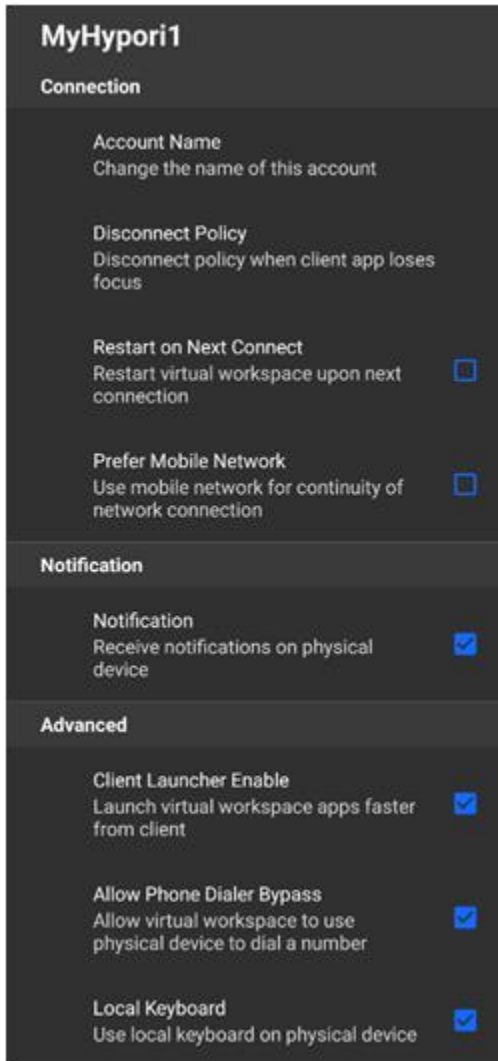 MyHypori1
Connection
Account Name
Change the name of this account
Disconnect Policy
Disconnect policy when client app loses
focus
Restart on Next Connect
Restart virtual workspace upon next
connection
Prefer Mobile Network
Use mobile network for continuity of
network connection
Notification
Notification
Receive notifications on physical
device
Advanced
Client Launcher Enable
Launch virtual workspace apps faster
from client
Allow Phone Dialer Bypass
Allow virtual workspace to use
physical device to dial a number
Local Keyboard
Use local keyboard on physical device